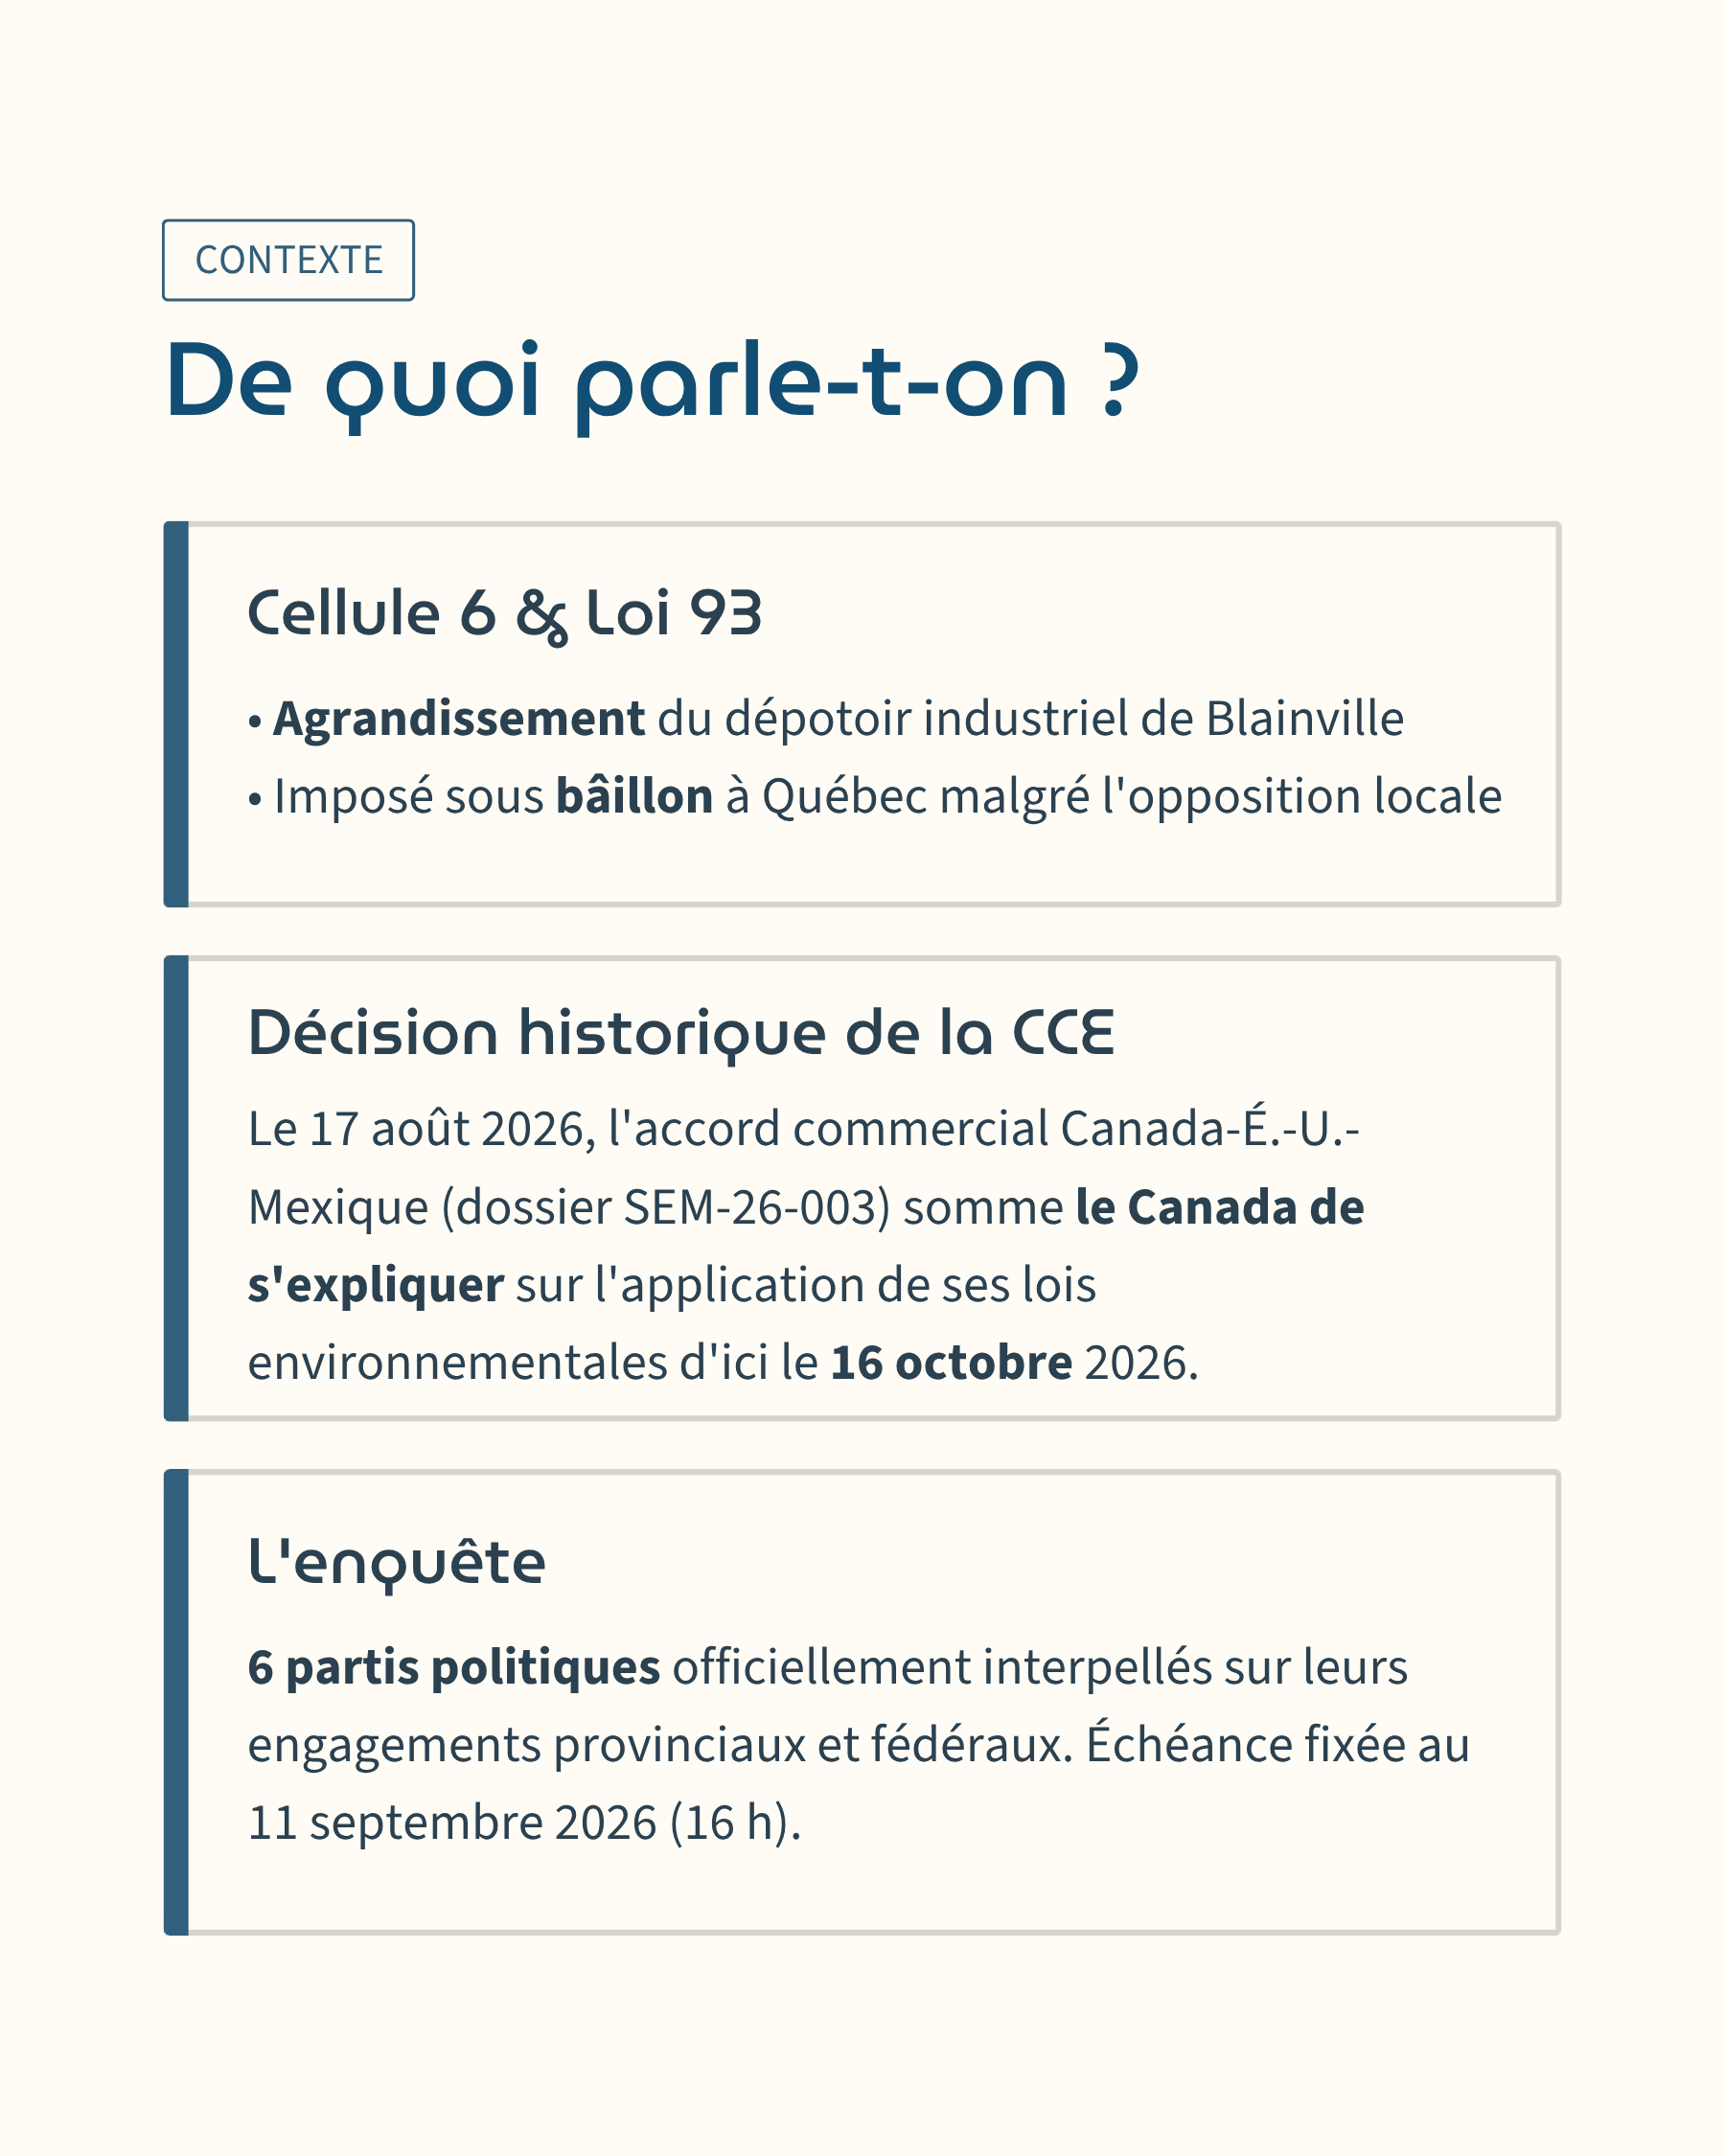 CONTEXTE
De quoi parle-t-on ?
Cellule 6 & Loi 93
• Agrandissement du dépotoir industriel de Blainville
• Imposé sous bâillon à Québec malgré l'opposition locale
Décision historique de la CCE
Le 17 août 2026, l'accord commercial Canada-É.-U.-
Mexique (dossier SEM-26-003) somme le Canada de
s'expliquer sur l'application de ses lois
environnementales d'ici le 16 octobre 2026.
L'enquête
6 partis politiques officiellement interpellés sur leurs
engagements provinciaux et fédéraux. Échéance fixée au
11 septembre 2026 (16 h).